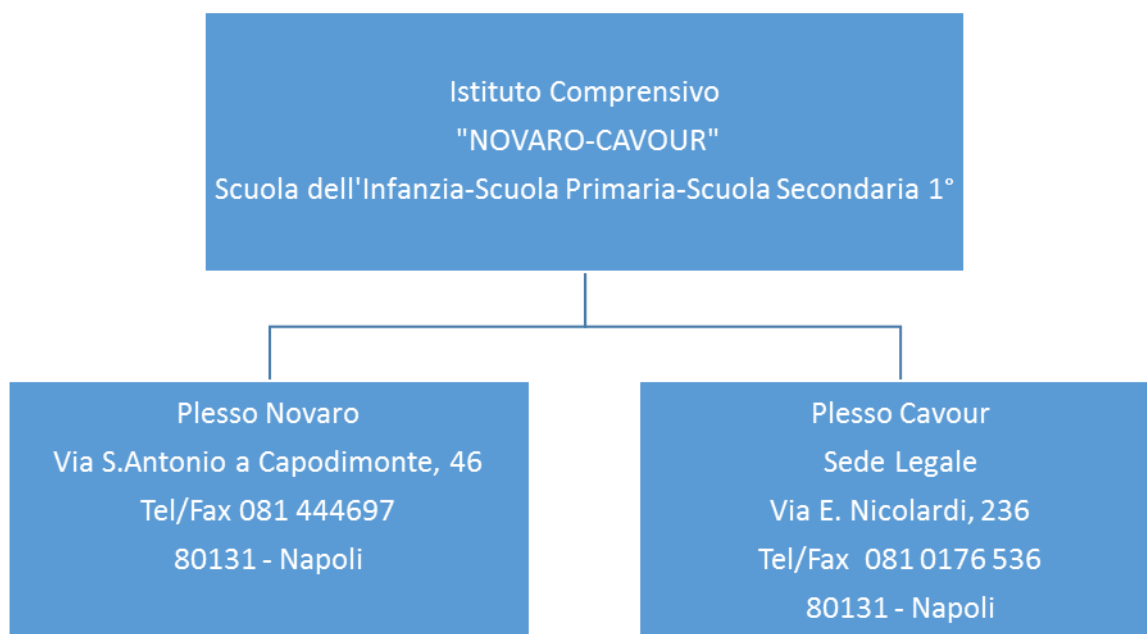 Istituto Comprensivo
"NOVARO-CAVOUR"
Scuola dell'Infanzia-Scuola Primaria-Scuola Secondaria 1°
Plesso Novaro
Via S.Antonio a Capodimonte, 46
Tel/Fax 081 444697
80131 - Napoli
Plesso Cavour
Sede Legale
Via E. Nicolardi, 236
Tel/Fax  081 0176 536
80131 - Napoli